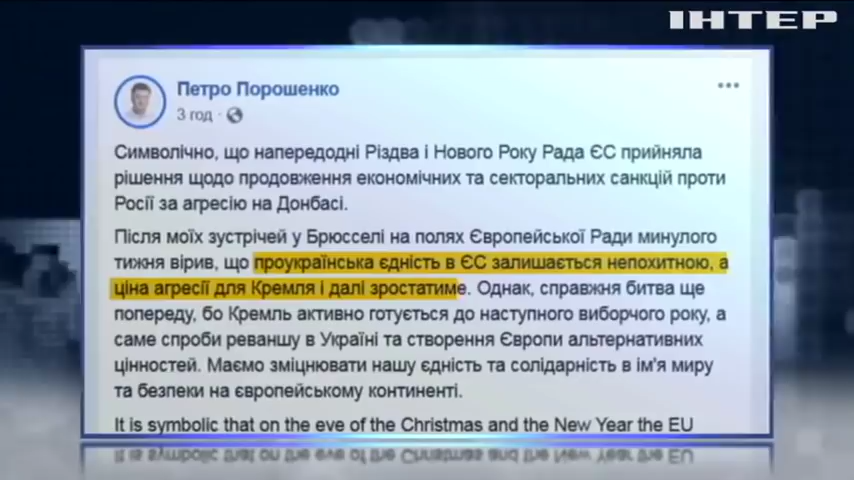 ІНТЕР
Петро Порошенко
3 год ·
Символічно, що напередодні Різдва і Нового Року Рада ЄС прийняла
рішення щодо продовження економічних та секторальних санкцій проти
Росії за агресію на Донбасі.
Після моїх зустрічей у Брюсселі на полях Європейської Ради минулого
тижня вірив, що проукраїнська єдність в ЄС залишається непохитною, а
ціна агресії для Кремля і далі зростатиме. Однак, справжня битва ще
попереду, бо Кремль активно готується до наступного виборчого року, а
саме спроби реваншу в Україні та створення Європи альтернативних
цінностей. Маємо зміцнювати нашу єдність та солідарність в ім'я миру
та безпеки на європейському континенті.
It is symbolic that on the eve of the Christmas and the New Year the EU